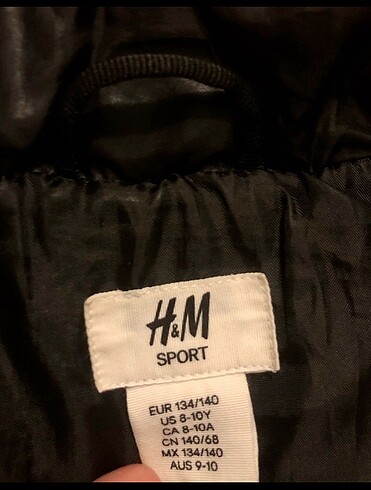 H&M
SPORT
EUR 134/140
US 8-10Y
CA 8-10A
CN 140/68
MX 134/140
AUS 9-10